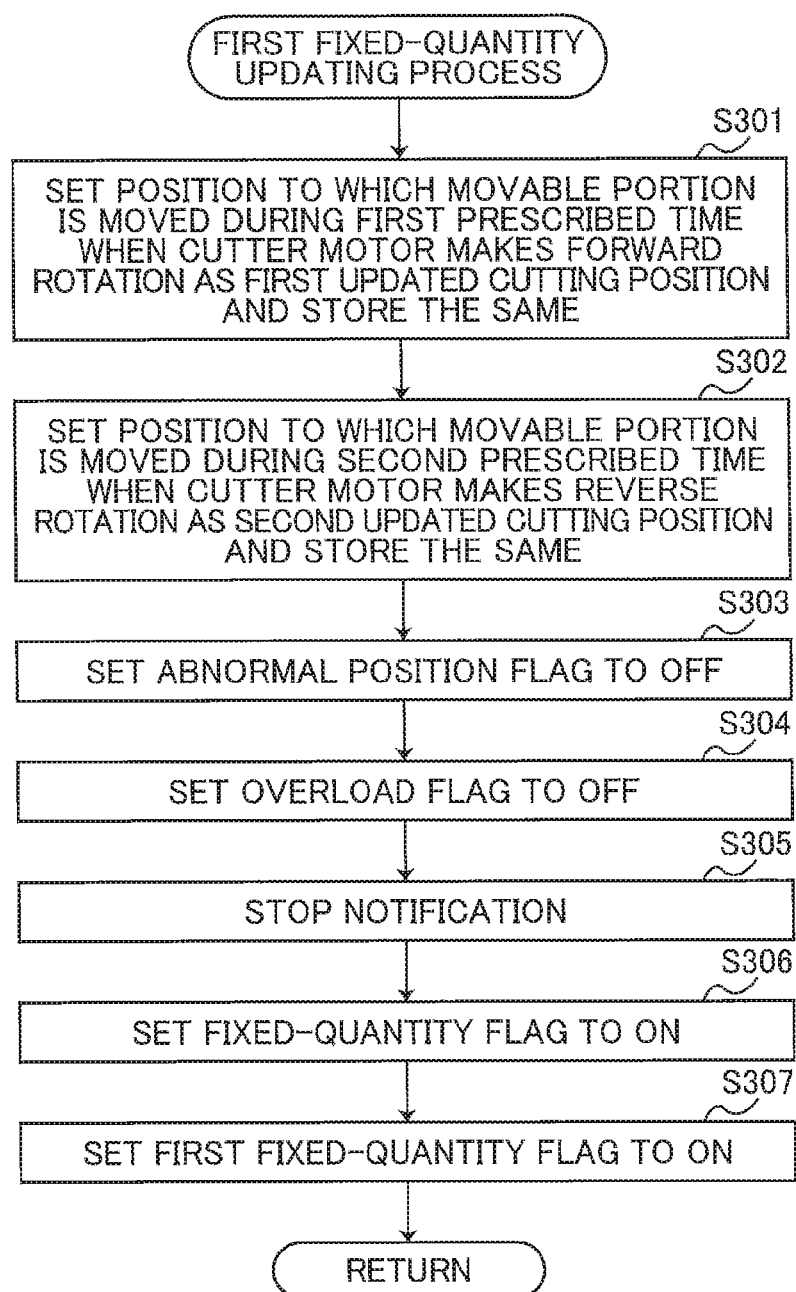 FIRST FIXED-QUANTITY
UPDATING PROCESS
S301
SET POSITION TO WHICH MOVABLE PORTION
IS MOVED DURING FIRST PRESCRIBED TIME
WHEN CUTTER MOTOR MAKES FORWARD
ROTATION AS FIRST UPDATED CUTTING POSITION
AND STORE THE SAME
S302
SET POSITION TO WHICH MOVABLE PORTION
IS MOVED DURING SECOND PRESCRIBED TIME
WHEN CUTTER MOTOR MAKES REVERSE
ROTATION AS SECOND UPDATED CUTTING POSITION
AND STORE THE SAME
S303
SET ABNORMAL POSITION FLAG TO OFF
S304
SET OVERLOAD FLAG TO OFF
S305
STOP NOTIFICATION
S306
SET FIXED-QUANTITY FLAG TO ON
S307
SET FIRST FIXED-QUANTITY FLAG TO ON
RETURN